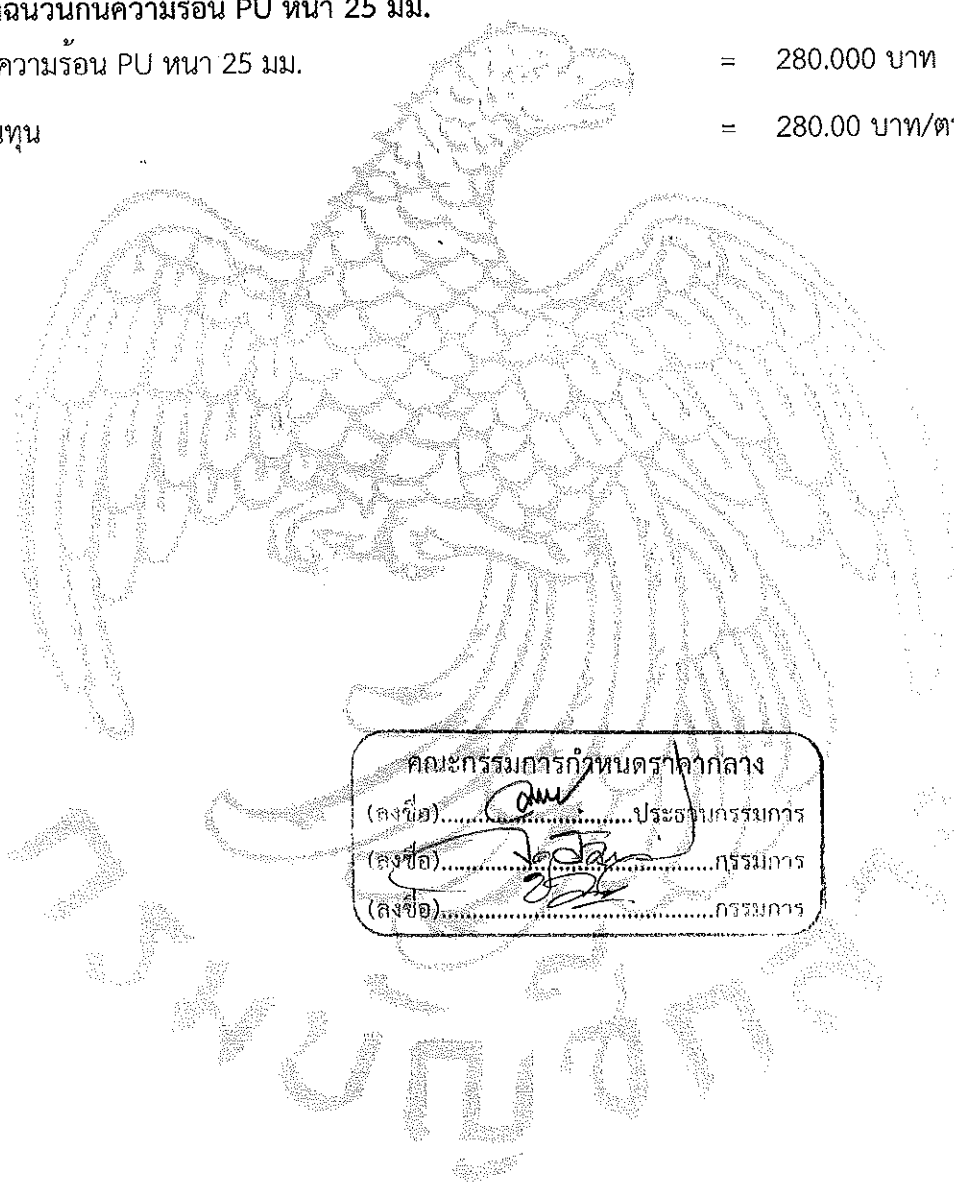 ฉนวนกันความร้อน PU หนา 25 มม.
ความร้อน PU หนา 25 มม. = 280.000 บาท
นทุน = 280.00 บาท/ต
คณะกรรมการกำหนดราคากลาง
(ลงชื่อ)....................ประธานกรรมการ
(ลงชื่อ)....................กรรมการ
(ลงชื่อ)....................กรรมการ